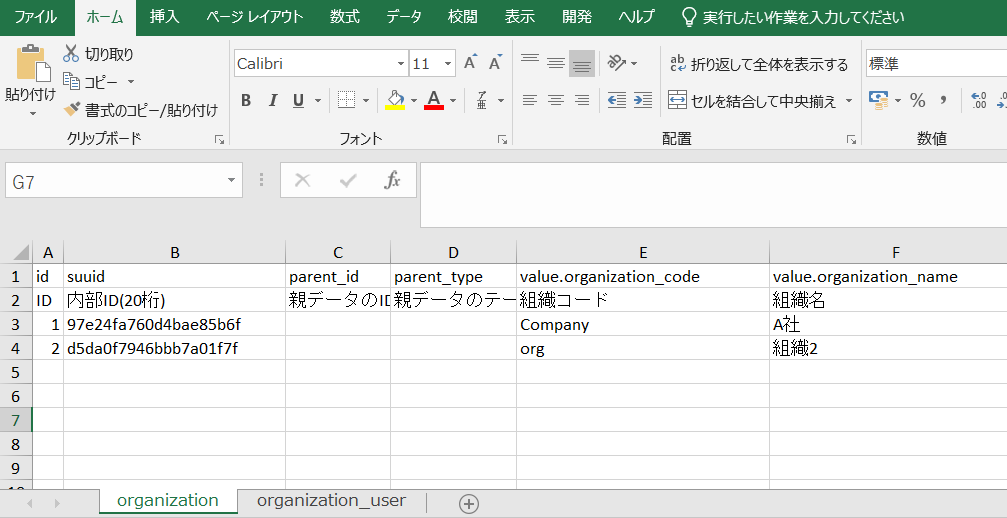 ファイル ホーム 挿入 ページ レイアウト 数式 データ 校閲 表示 開発 ヘルプ 実行したい作業を入力してください
切り取り
コピー
書式のコピー/貼り付け
貼り付け
クリップボード
Calibri 11
B I U
フォント
ab 折り返して全体を表示する
セルを結合して中央揃え
配置
標準
% ,
数値
G7
fx
A B C D E F
1 id suuid parent_id parent_type value.organization_code value.organization_name
2 ID 内部ID(20桁) 親データのID 親データのテー 組織コード 組織名
3 1 97e24fa760d4bae85b6f Company A社
4 2 d5da0f7946bbb7a01f7f org 組織2
5
6
7
8
9
organization organization_user